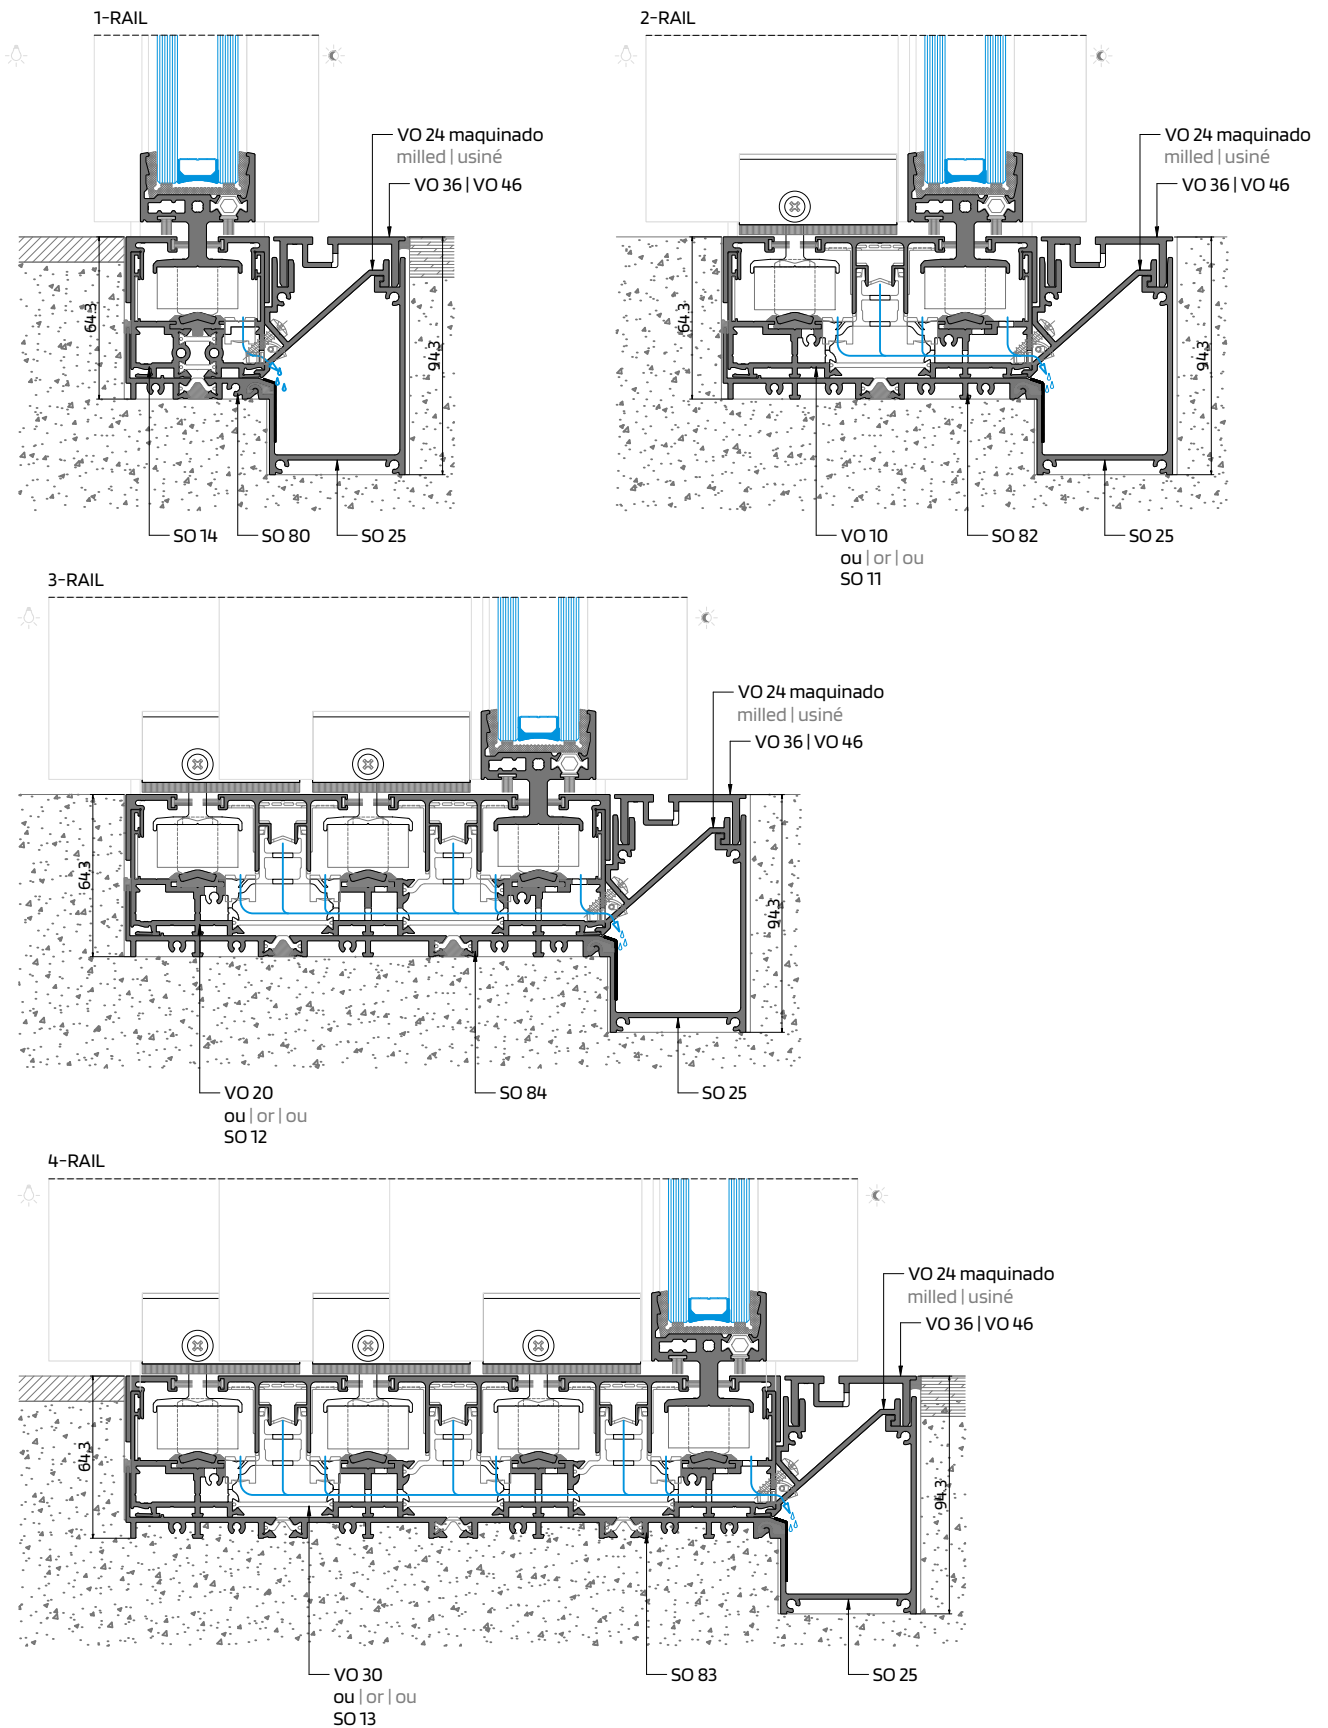 1-RAIL
VO 24 maquinado
milled | usiné
VO 36 | VO 46
64,3
94,3
SO 14
SO 80
SO 25
2-RAIL
VO 24 maquinado
milled | usiné
VO 36 | VO 46
64,3
94,3
VO 10
ou | or | ou
SO 11
SO 82
SO 25
3-RAIL
VO 24 maquinado
milled | usiné
VO 36 | VO 46
64,3
94,3
VO 20
ou | or | ou
SO 12
SO 84
SO 25
4-RAIL
VO 24 maquinado
milled | usiné
VO 36 | VO 46
64,3
94,3
VO 30
ou | or | ou
SO 13
SO 83
SO 25